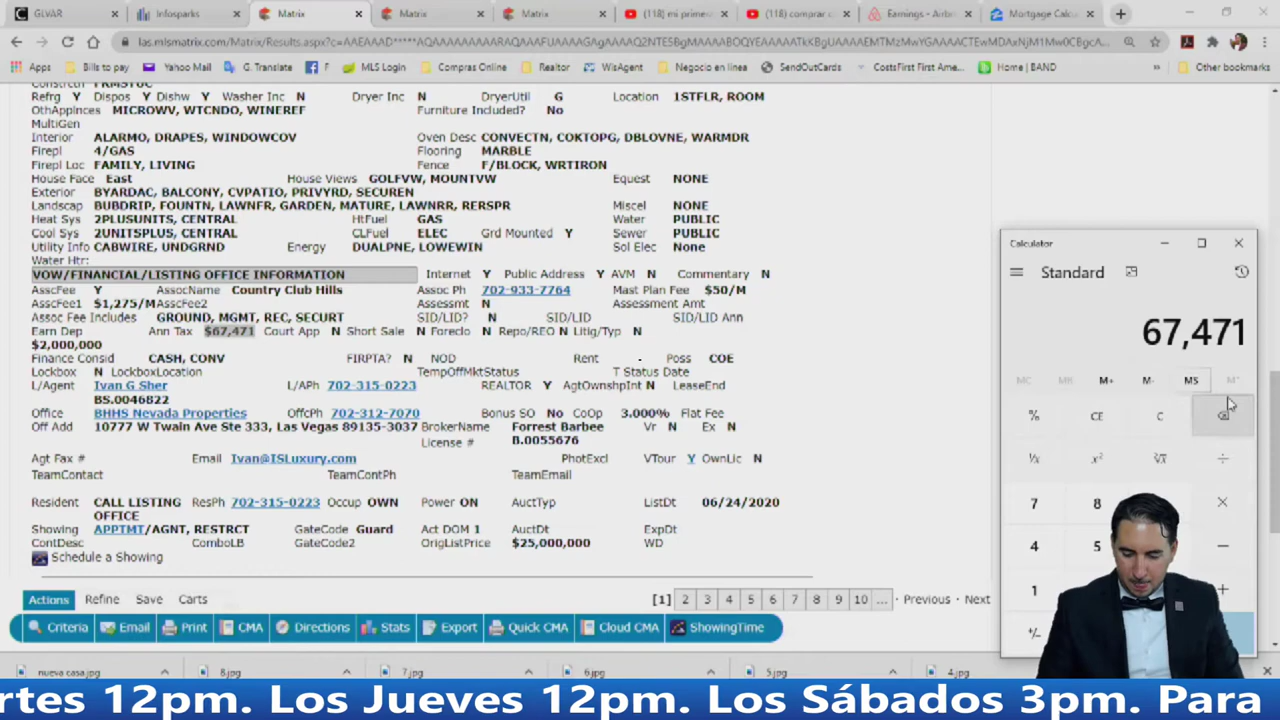 GLVAR
Infosparks
Matrix
Matrix
Matrix
(118) mi primera
(118) comprar c
Earnings - Airb
Mortgage Calcu
las.mlsmatrix.com/Matrix/Results.aspx?c=
Apps Bills to pay Yahoo Mail G. Translate F MLS Login Compras Online Realtor WisAgent Negocio en linea SendOutCards CostsFirst First Ame... Home | BAND Other bookmarks
Constrctn FRMSTUC
Refrg Y Dispos Y Dishw Y Washer Inc N Dryer Inc N DryerUtil G Location 1STFLR, ROOM
OthApplnces MICROWV, WTCNDO, WINEREF Furniture Included? No
MultiGen
Interior ALARMO, DRAPES, WINDOWCOV Oven Desc CONVECTN, COKTOPG, DBLOVNE, WARMDR
Firepl 4/GAS Flooring MARBLE
Firepl Loc FAMILY, LIVING Fence F/BLOCK, WRTIRON
House Face East House Views GOLFVW, MOUNTVW Equest NONE
Exterior BYARDAC, BALCONY, CVPATIO, PRIVYRD, SECUREN
Landscap BUBDRIP, FOUNTN, LAWNFR, GARDEN, MATURE, LAWNRR, RERSPR Miscel NONE
Heat Sys 2PLUSUNITS, CENTRAL HtFuel GAS Water PUBLIC
Cool Sys 2UNITSPLUS, CENTRAL CLFuel ELEC Grd Mounted Y Sewer PUBLIC
Utility Info CABWIRE, UNDGRND Energy DUALPNE, LOWEWIN Sol Elec None
Water Htr:
VOW/FINANCIAL/LISTING OFFICE INFORMATION Internet Y Public Address Y AVM N Commentary N
AsscFee Y AssocName Country Club Hills Assoc Ph 702-933-7764 Mast Plan Fee $50/M
AsscFee1 $1,275/M AsscFee2 Assessmt N Assessment Amt
Assoc Fee Includes GROUND, MGMT, REC, SECURT SID/LID? N SID/LID SID/LID Ann
Earn Dep Ann Tax $67,471 Court App N Short Sale N Foreclo N Repo/REO N Litig/Typ N
$2,000,000
Finance Consid CASH, CONV FIRPTA? N NOD Rent Poss COE
Lockbox N LockboxLocation TempOffMktStatus T Status Date
L/Agent Ivan G Sher L/APh 702-315-0223 REALTOR Y AgtOwnshpInt N LeaseEnd
BS.0046822
Office BHHS Nevada Properties OffcPh 702-312-7070 Bonus SO No CoOp 3.000% Flat Fee
Off Add 10777 W Twain Ave Ste 333, Las Vegas 89135-3037 BrokerName Forrest Barbee Vr N Ex N
License # B.0055676
Agt Fax # Email Ivan@ISLuxury.com PhotExcl VTour Y OwnLic N
TeamContact TeamContPh TeamEmail
Resident CALL LISTING ResPh 702-315-0223 Occup OWN Power ON AuctTyp ListDt 06/24/2020
OFFICE
Showing APPTMT/AGNT, RESTRCT GateCode Guard Act DOM 1 AuctDt ExpDt
ContDesc ComboLB GateCode2 OrigListPrice $25,000,000 WD
Schedule a Showing
Actions Refine Save Carts [1] 2 3 4 5 6 7 8 9 10 ... Previous · Next
Criteria Email Print CMA Directions Stats Export Quick CMA Cloud CMA ShowingTime
nueva casa.jpg 8.jpg 7.jpg 6.jpg 5.jpg 4.jpg
Calculator
Standard
67,471
MC MR M+ M- MS
% CE C
¹/x x² ²√x ÷
7 8 ×
4 5 −
1 +
+/-
rtes 12pm. Los Jueves 12pm. Los Sábados 3pm. Para